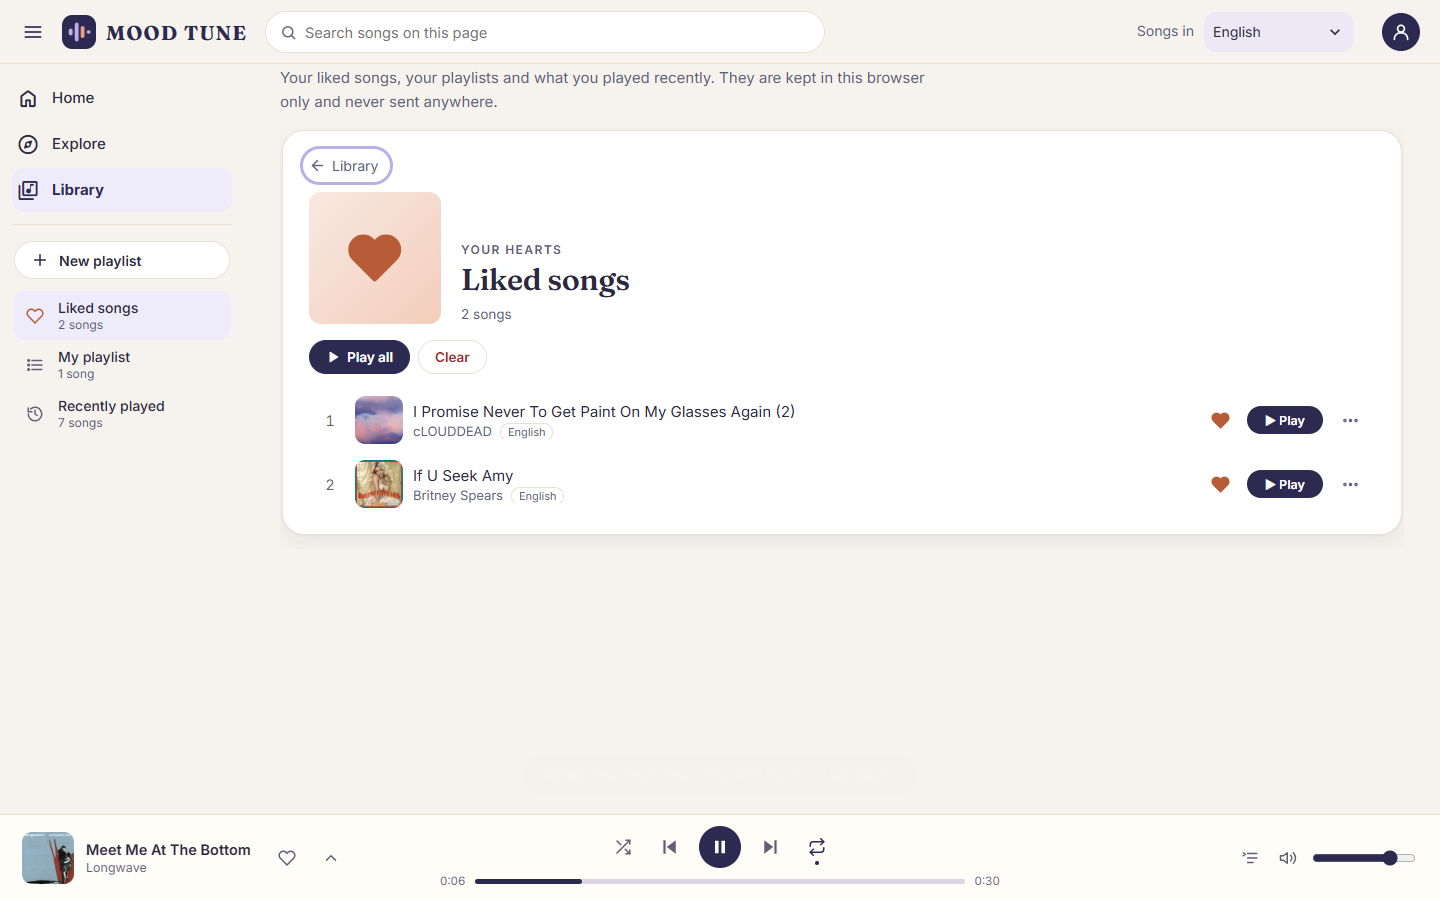 MOOD TUNE
Search songs on this page
Songs in
English
Home
Explore
Library
New playlist
Liked songs
2 songs
My playlist
1 song
Recently played
7 songs
Your liked songs, your playlists and what you played recently. They are kept in this browser
only and never sent anywhere.
Library
YOUR HEARTS
Liked songs
2 songs
Play all
Clear
1
I Promise Never To Get Paint On My Glasses Again (2)
cLOUDDEAD
English
Play
2
If U Seek Amy
Britney Spears
English
Play
Meet Me At The Bottom
Longwave
0:06
0:30